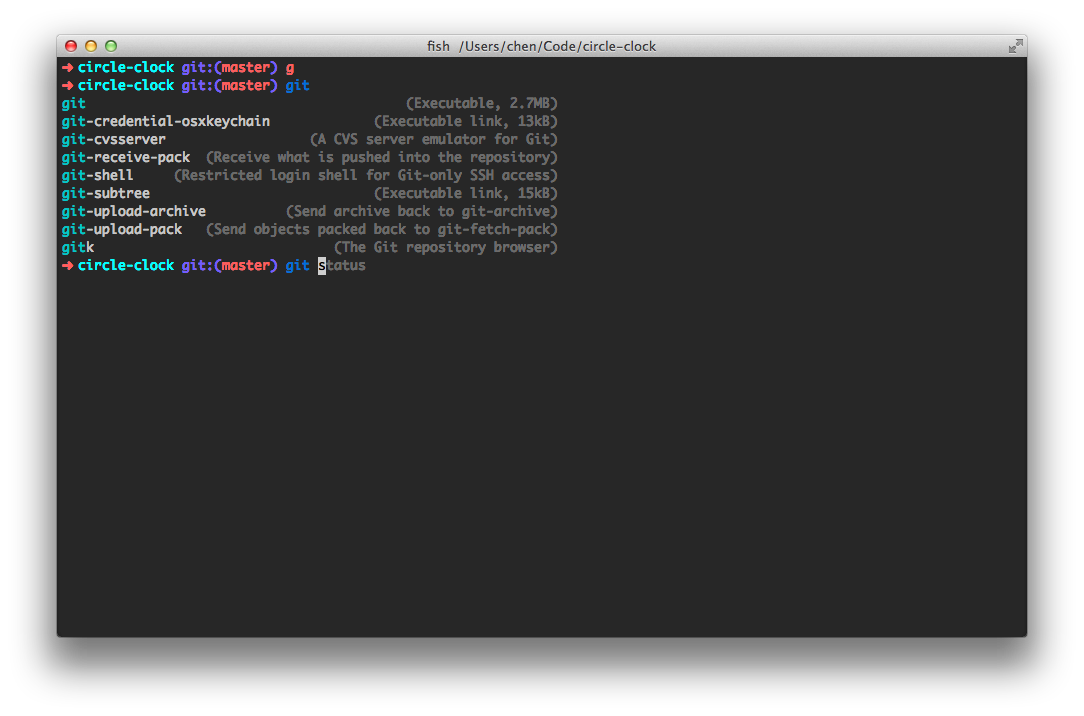 fish /Users/chen/Code/circle-clock
➜ circle-clock git:(master) g
➜ circle-clock git:(master) git
git (Executable, 2.7MB)
git-credential-osxkeychain (Executable link, 13kB)
git-cvsserver (A CVS server emulator for Git)
git-receive-pack (Receive what is pushed into the repository)
git-shell (Restricted login shell for Git-only SSH access)
git-subtree (Executable link, 15kB)
git-upload-archive (Send archive back to git-archive)
git-upload-pack (Send objects packed back to git-fetch-pack)
gitk (The Git repository browser)
➜ circle-clock git:(master) git status